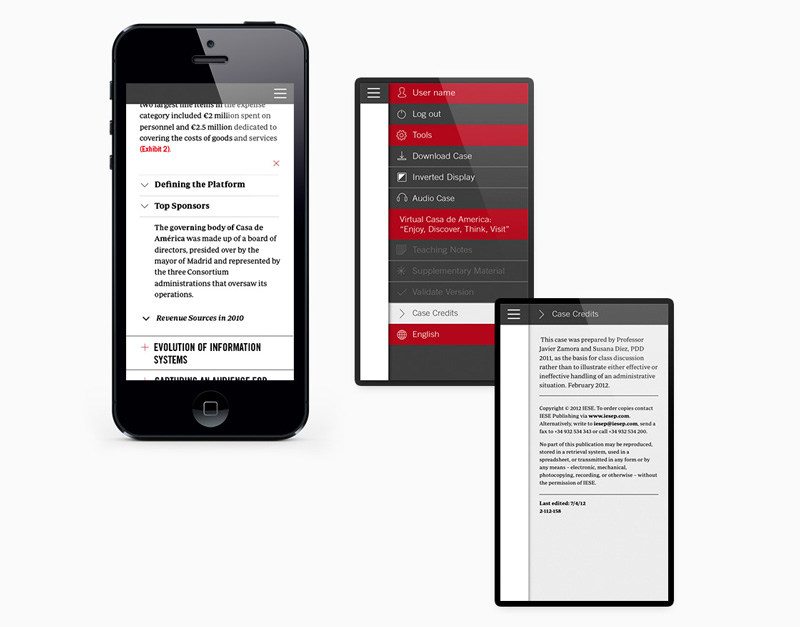 two largest line items in the expense
category included €2 million spent on
personnel and €2.5 million dedicated to
covering the costs of goods and services
(Exhibit 2).
Defining the Platform
Top Sponsors
The governing body of Casa de
América was made up of a board of
directors, presided over by the
mayor of Madrid and represented by
the three Consortium
administrations that oversaw its
operations.
Revenue Sources in 2010
EVOLUTION OF INFORMATION
SYSTEMS
CAPTURING AN AUDIENCE FOR
User name
Log out
Tools
Download Case
Inverted Display
Audio Case
Virtual Casa de America:
“Enjoy, Discover, Think, Visit”
Teaching Notes
Supplementary Material
Validate Version
Case Credits
English
Case Credits
This case was prepared by Professor
Javier Zamora and Susana Díez, PDD
2011, as the basis for class discussion
rather than to illustrate either effective or
ineffective handling of an administrative
situation. February 2012.
Copyright © 2012 IESE. To order copies contact
IESE Publishing via www.iesep.com.
Alternatively, write to iesep@iesep.com, send a
fax to +34 932 534 343 or call +34 932 534 200.
No part of this publication may be reproduced,
stored in a retrieval system, used in a
spreadsheet, or transmitted in any form or by
any means – electronic, mechanical,
photocopying, recording, or otherwise – without
the permission of IESE.
Last edited: 7/4/12
2-112-158